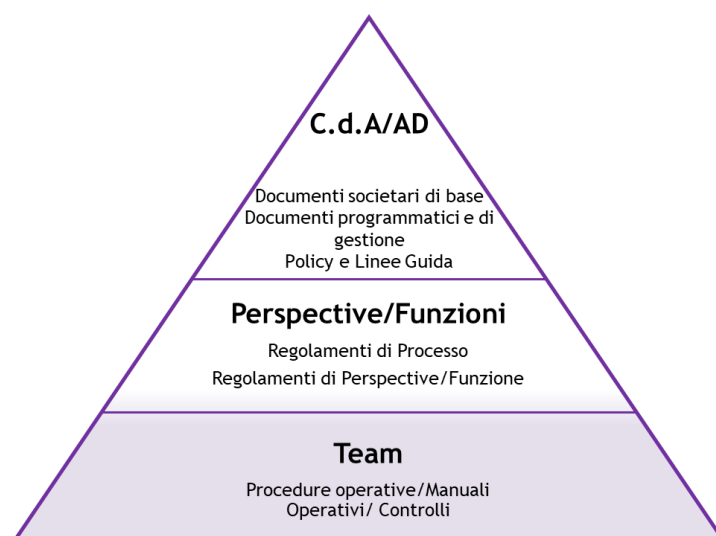 C.d.A/AD
Documenti societari di base
Documenti programmatici e di
gestione
Policy e Linee Guida
Perspective/Funzioni
Regolamenti di Processo
Regolamenti di Perspective/Funzione
Team
Procedure operative/Manuali
Operativi/ Controlli